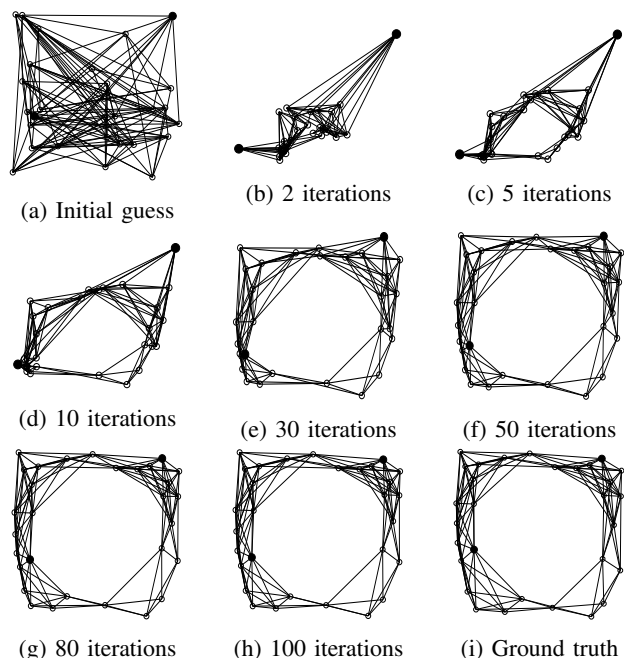 (a) Initial guess
(b) 2 iterations
(c) 5 iterations
(d) 10 iterations
(e) 30 iterations
(f) 50 iterations
(g) 80 iterations
(h) 100 iterations
(i) Ground truth